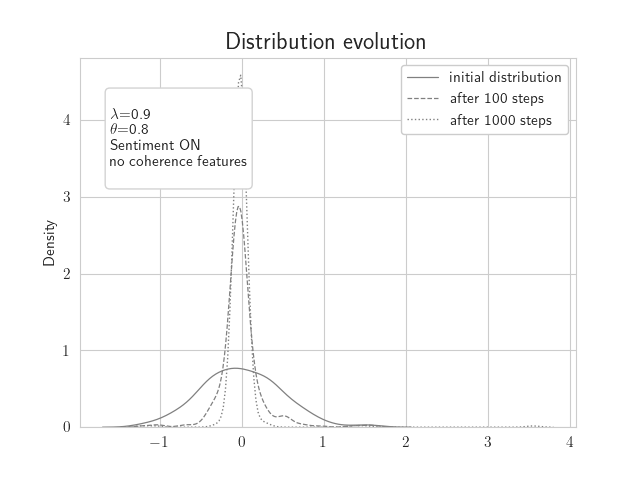 Distribution evolution
λ=0.9
θ=0.8
Sentiment ON
no coherence features
initial distribution
after 100 steps
after 1000 steps
Density
4
3
2
1
0
−1
0
1
2
3
4